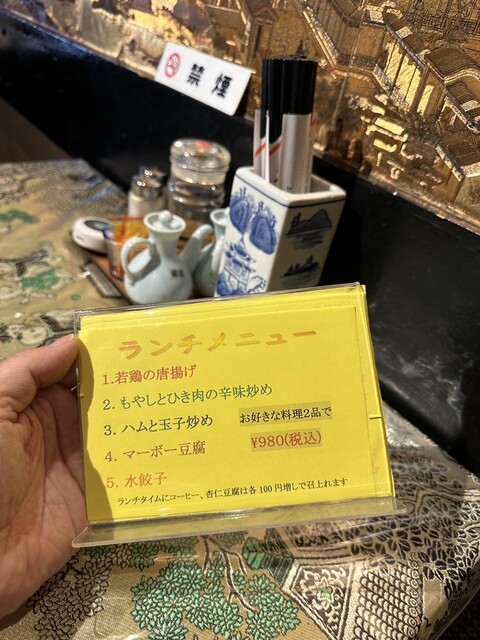 禁煙
ランチメニュー
1.若鶏の唐揚げ
2. もやしとひき肉の辛味炒め
3. ハムと玉子炒め
お好きな料理2品で
4. マーボー豆腐
¥980(税込)
5. 水餃子
ランチタイムにコーヒー、杏仁豆腐は各100円増しで召上れます